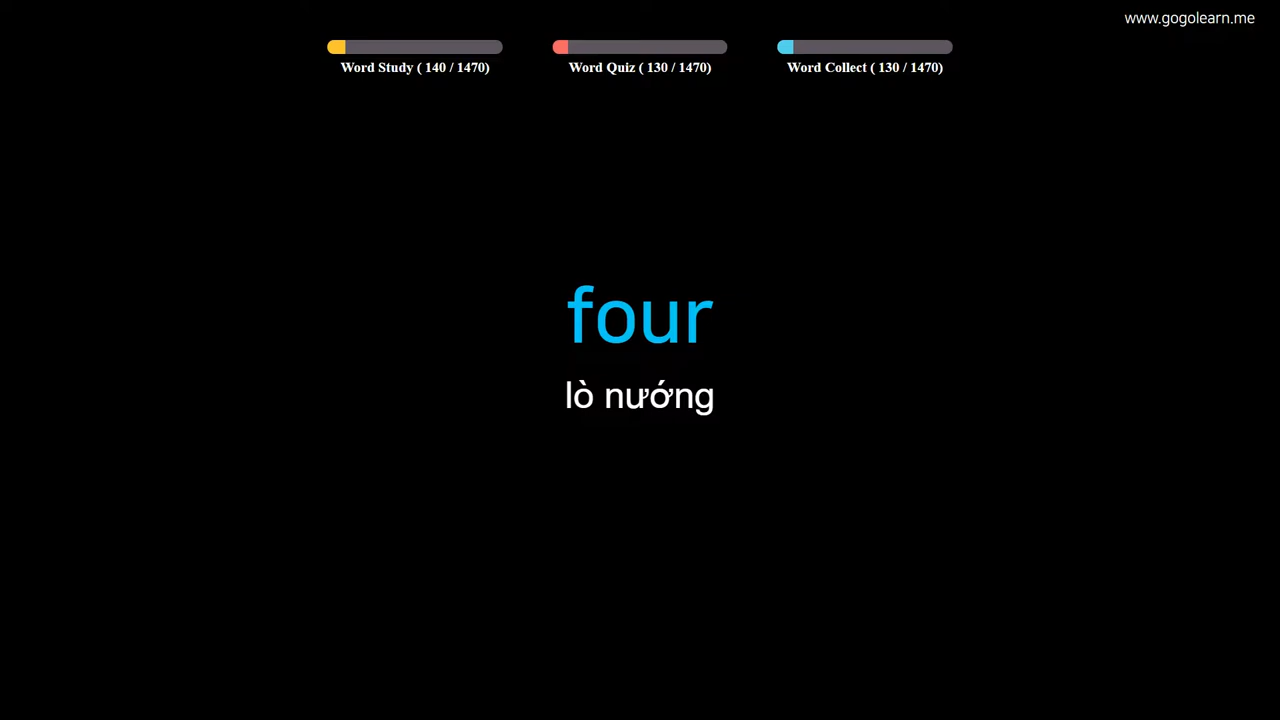 www.gogolearn.me
Word Study ( 140 / 1470)
Word Quiz ( 130 / 1470)
Word Collect ( 130 / 1470)
four
lò nướng